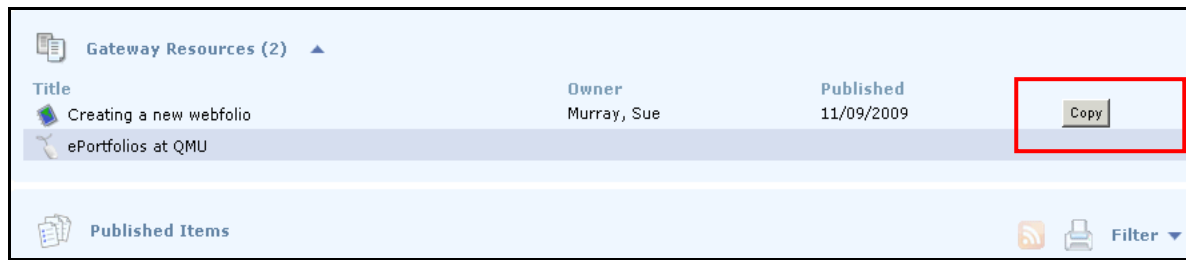 Gateway Resources (2)
Title Owner Published
Creating a new webfolio Murray, Sue 11/09/2009 Copy
ePortfolios at QMU
Published Items Filter